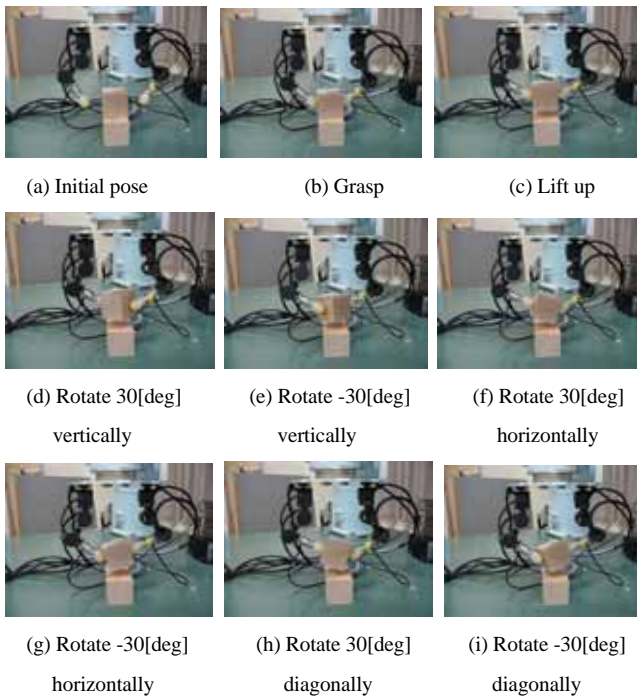 (a) Initial pose
(b) Grasp
(c) Lift up
(d) Rotate 30[deg]
vertically
(e) Rotate -30[deg]
vertically
(f) Rotate 30[deg]
horizontally
(g) Rotate -30[deg]
horizontally
(h) Rotate 30[deg]
diagonally
(i) Rotate -30[deg]
diagonally